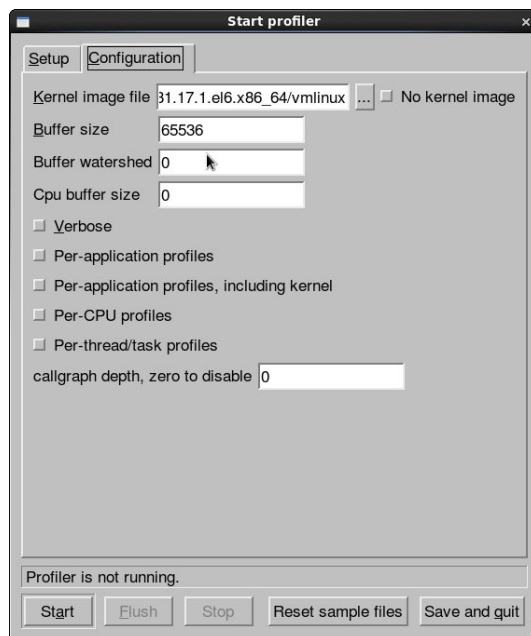 Start profiler
Setup Configuration
Kernel image file 31.17.1.el6.x86_64/vmlinux ... No kernel image
Buffer size 65536
Buffer watershed 0
Cpu buffer size 0
Verbose
Per-application profiles
Per-application profiles, including kernel
Per-CPU profiles
Per-thread/task profiles
callgraph depth, zero to disable 0
Profiler is not running.
Start Flush Stop Reset sample files Save and quit